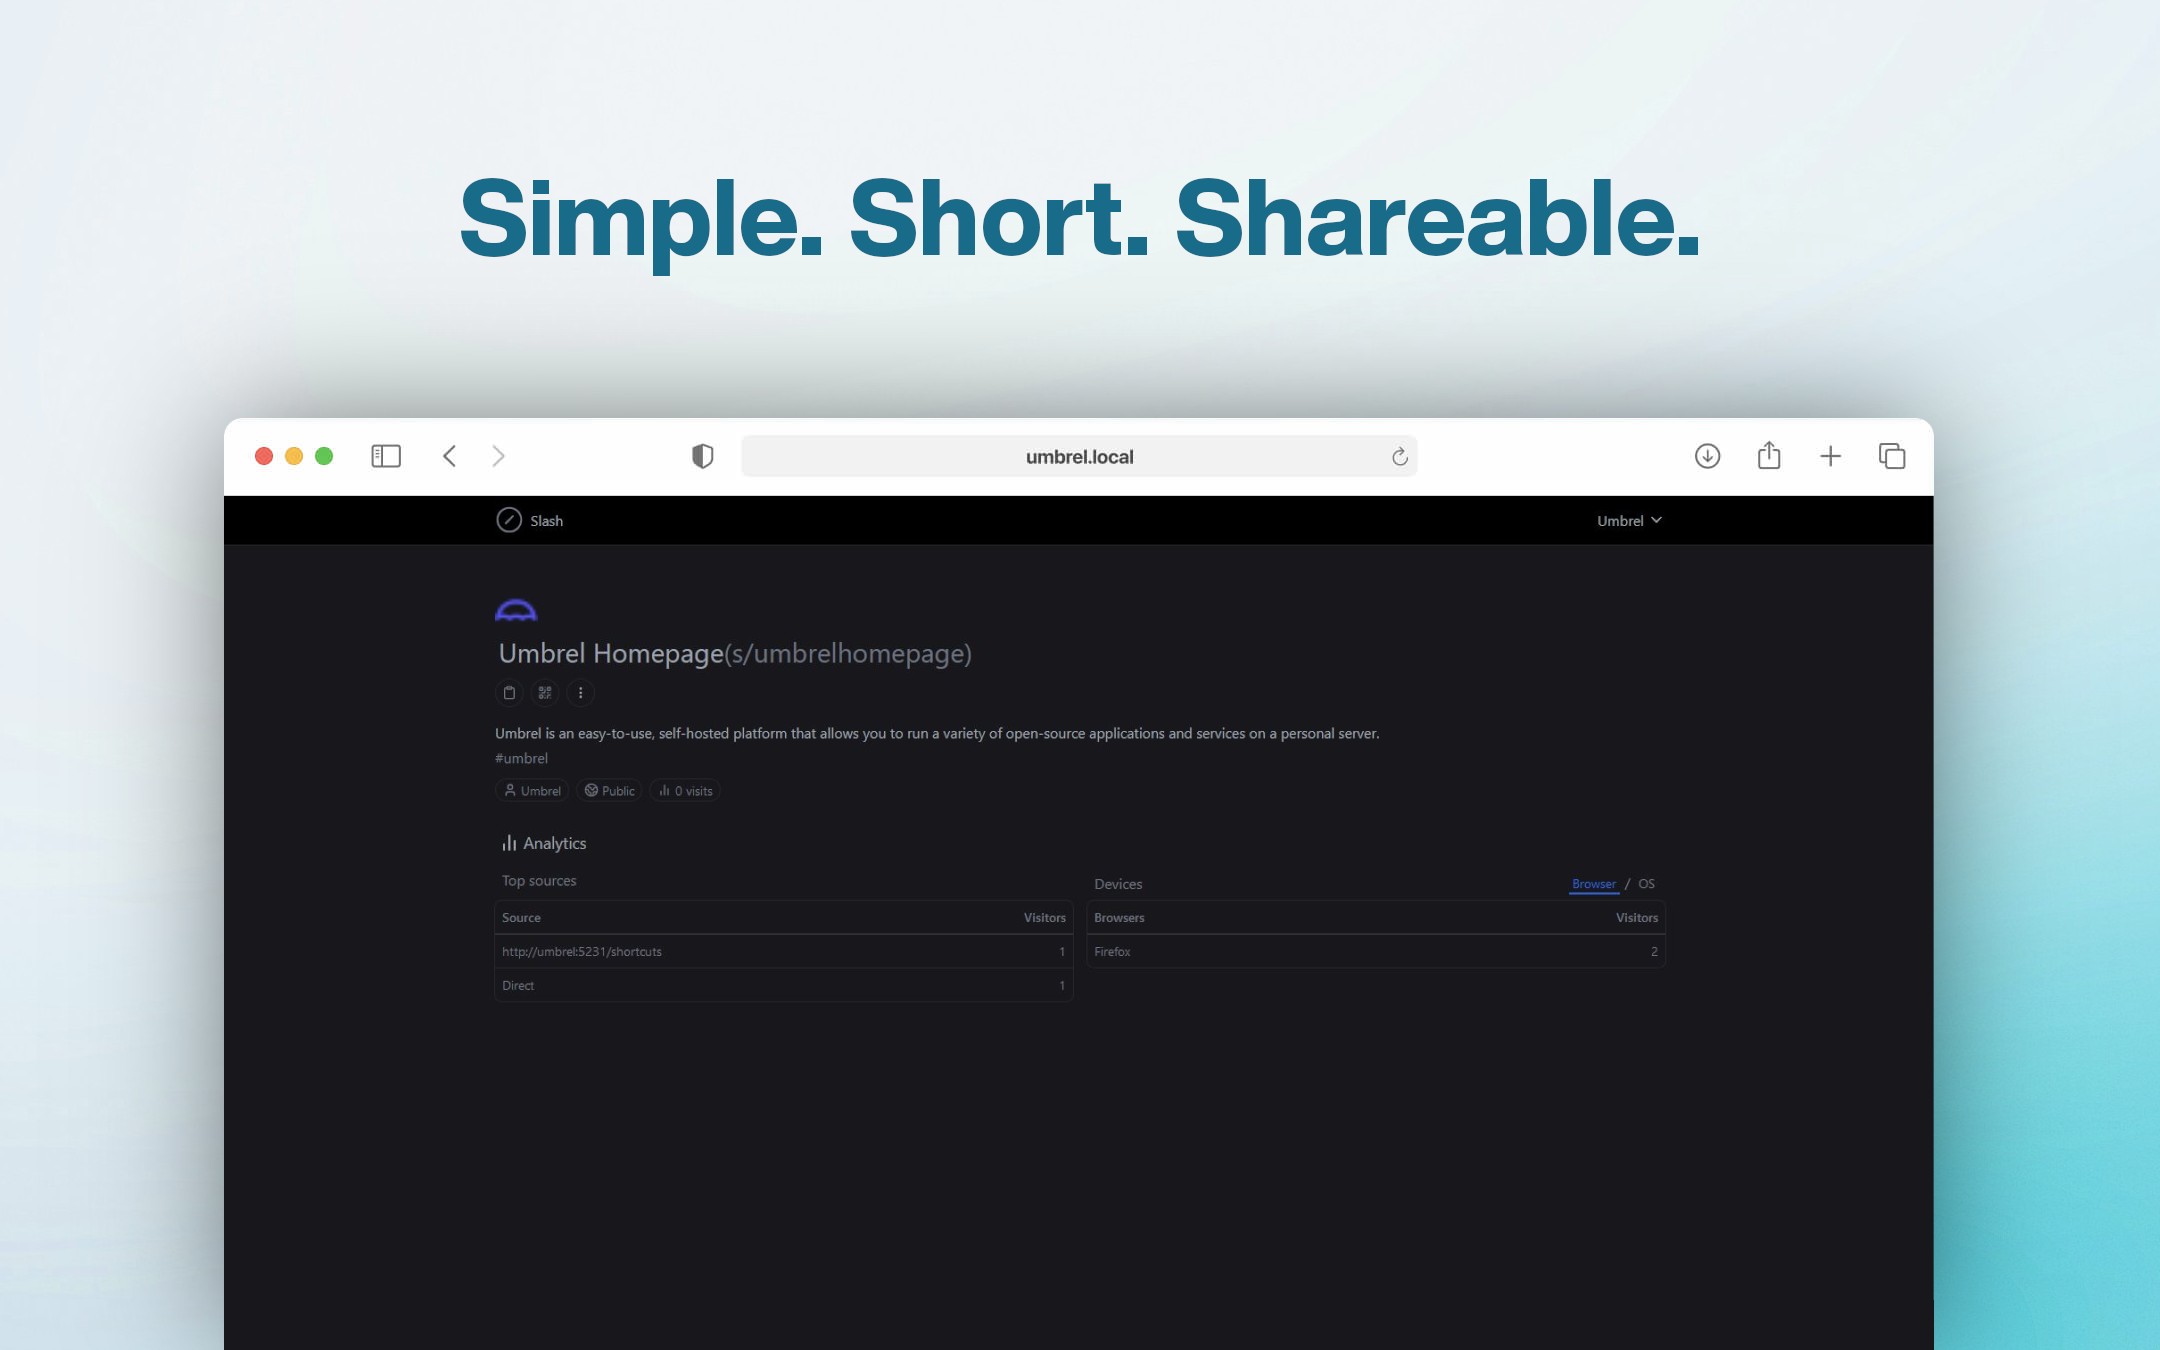 Simple. Short. Shareable.
umbrel.local
Slash
Umbrel
Umbrel Homepage(s/umbrelhomepage)
Umbrel is an easy-to-use, self-hosted platform that allows you to run a variety of open-source applications and services on a personal server.
#umbrel
Umbrel Public 0 visits
Analytics
Top sources
Source Visitors
http://umbrel:5231/shortcuts 1
Direct 1
Devices Browser / OS
Browsers Visitors
Firefox 2